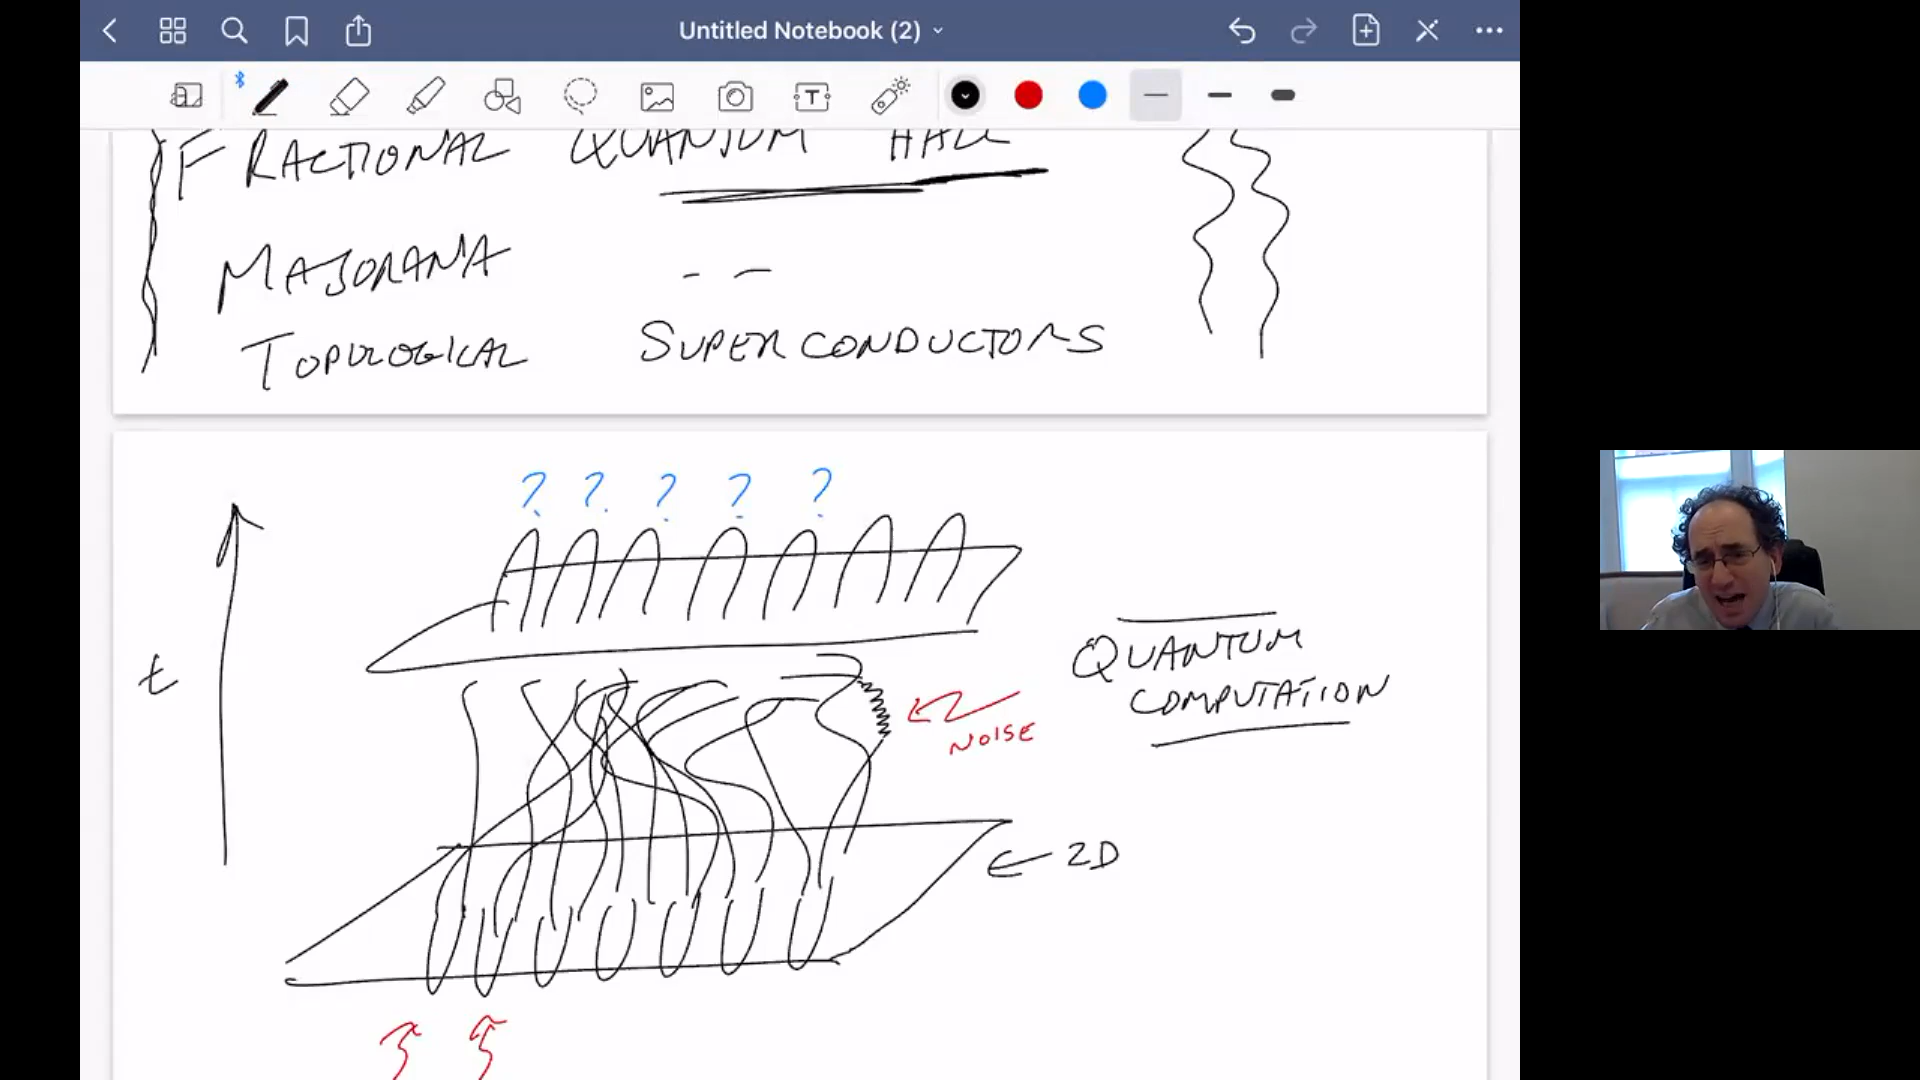 Untitled Notebook (2)
T
FRACTIONAL QUANTUM HALL
MAJORANA - -
TOPOLOGICAL SUPERCONDUCTORS
? ? ? ? ?
t
QUANTUM
COMPUTATION
NOISE
2D